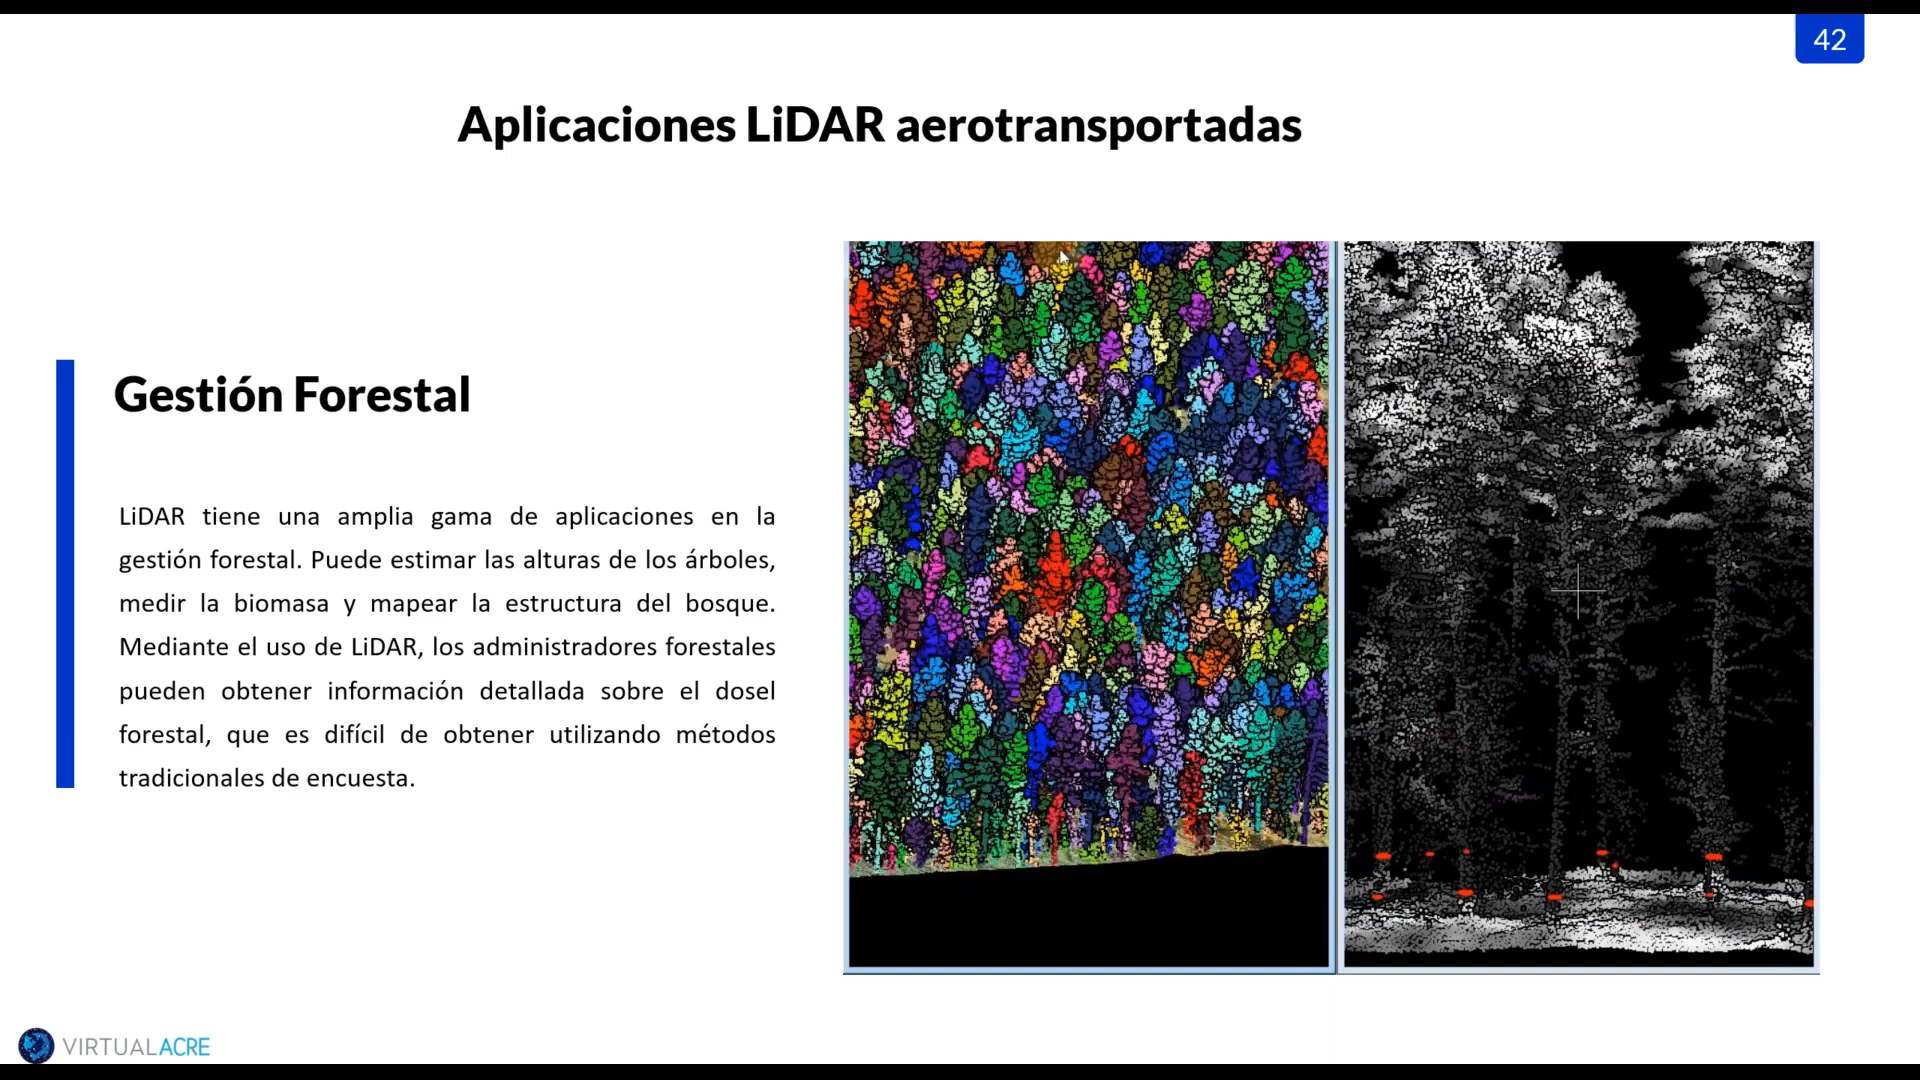 42
Aplicaciones LiDAR aerotransportadas
Gestión Forestal
LiDAR tiene una amplia gama de aplicaciones en la
gestión forestal. Puede estimar las alturas de los árboles,
medir la biomasa y mapear la estructura del bosque.
Mediante el uso de LiDAR, los administradores forestales
pueden obtener información detallada sobre el dosel
forestal, que es difícil de obtener utilizando métodos
tradicionales de encuesta.
VIRTUALACRE